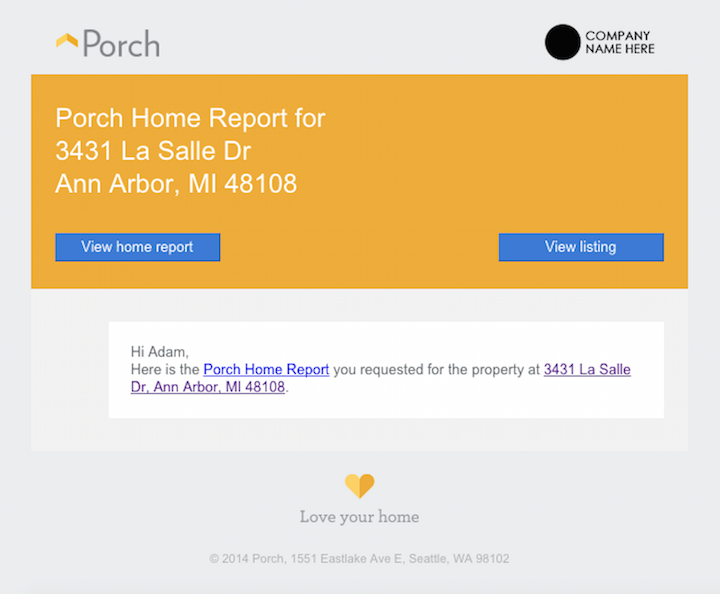 Porch
COMPANY
NAME HERE
Porch Home Report for
3431 La Salle Dr
Ann Arbor, MI 48108
View home report
View listing
Hi Adam,
Here is the Porch Home Report you requested for the property at 3431 La Salle
Dr, Ann Arbor, MI 48108.
Love your home
© 2014 Porch, 1551 Eastlake Ave E, Seattle, WA 98102